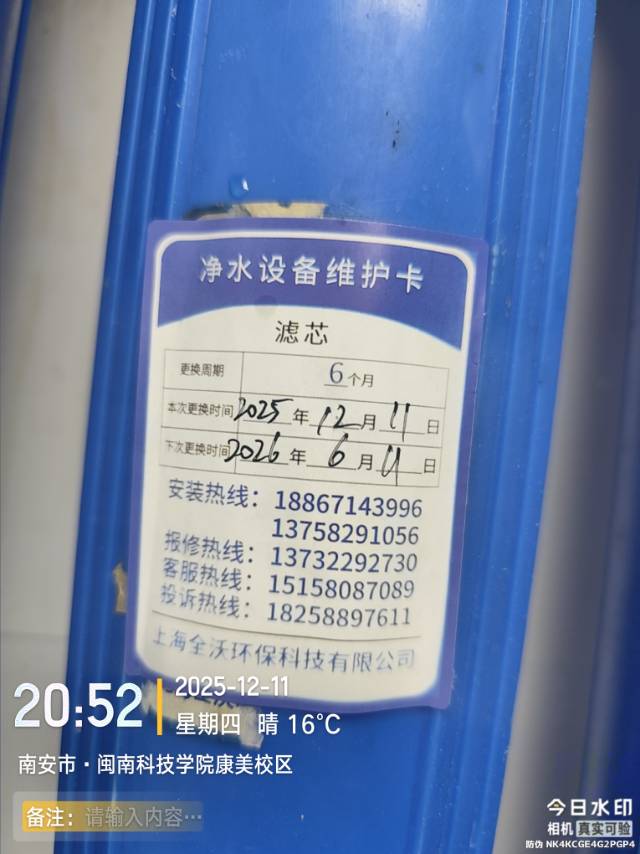 净水设备维护卡
滤芯
更换周期 6个月
本次更换时间 2025年12月11日
下次更换时间 2026年6月11日
安装热线：18867143996
13758291056
报修热线：13732292730
客服热线：15158087089
投诉热线：18258897611
上海全沃环保科技有限公司
20:52
2025-12-11
星期四 晴 16°C
南安市·闽南科技学院康美校区
备注：请输入内容…
今日水印
相机 真实可验
防伪 NK4KCGE4G2PGP4